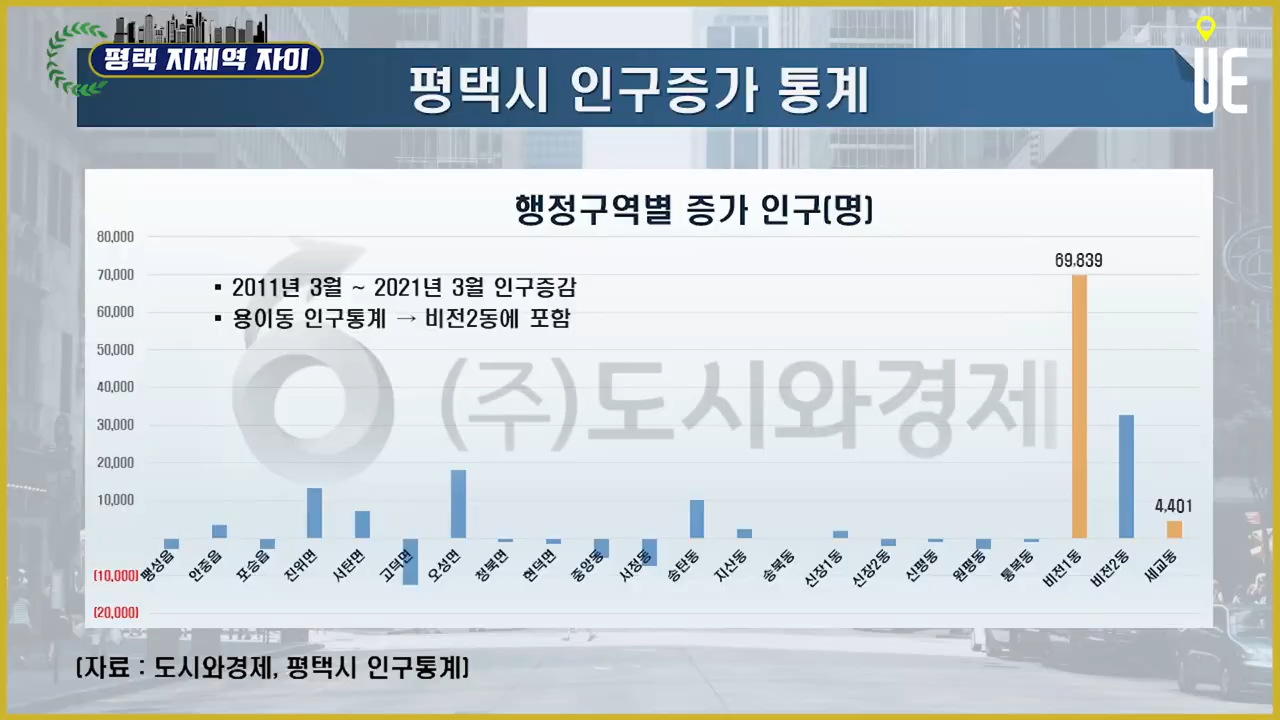 평택 지제역 자이
UE
평택시 인구증가 통계
행정구역별 증가 인구(명)
▪ 2011년 3월 ~ 2021년 3월 인구증감
▪ 용이동 인구통계 → 비전2동에 포함
80,000
70,000
60,000
50,000
40,000
30,000
20,000
10,000
(10,000)
(20,000)
69,839
4,401
(주)도시와경제
팽성읍
안중읍
포승읍
진위면
서탄면
고덕면
오성면
청북면
현덕면
중앙동
서정동
송탄동
지산동
송북동
신장1동
신장2동
신평동
원평동
통복동
비전1동
비전2동
세교동
(자료 : 도시와경제, 평택시 인구통계)